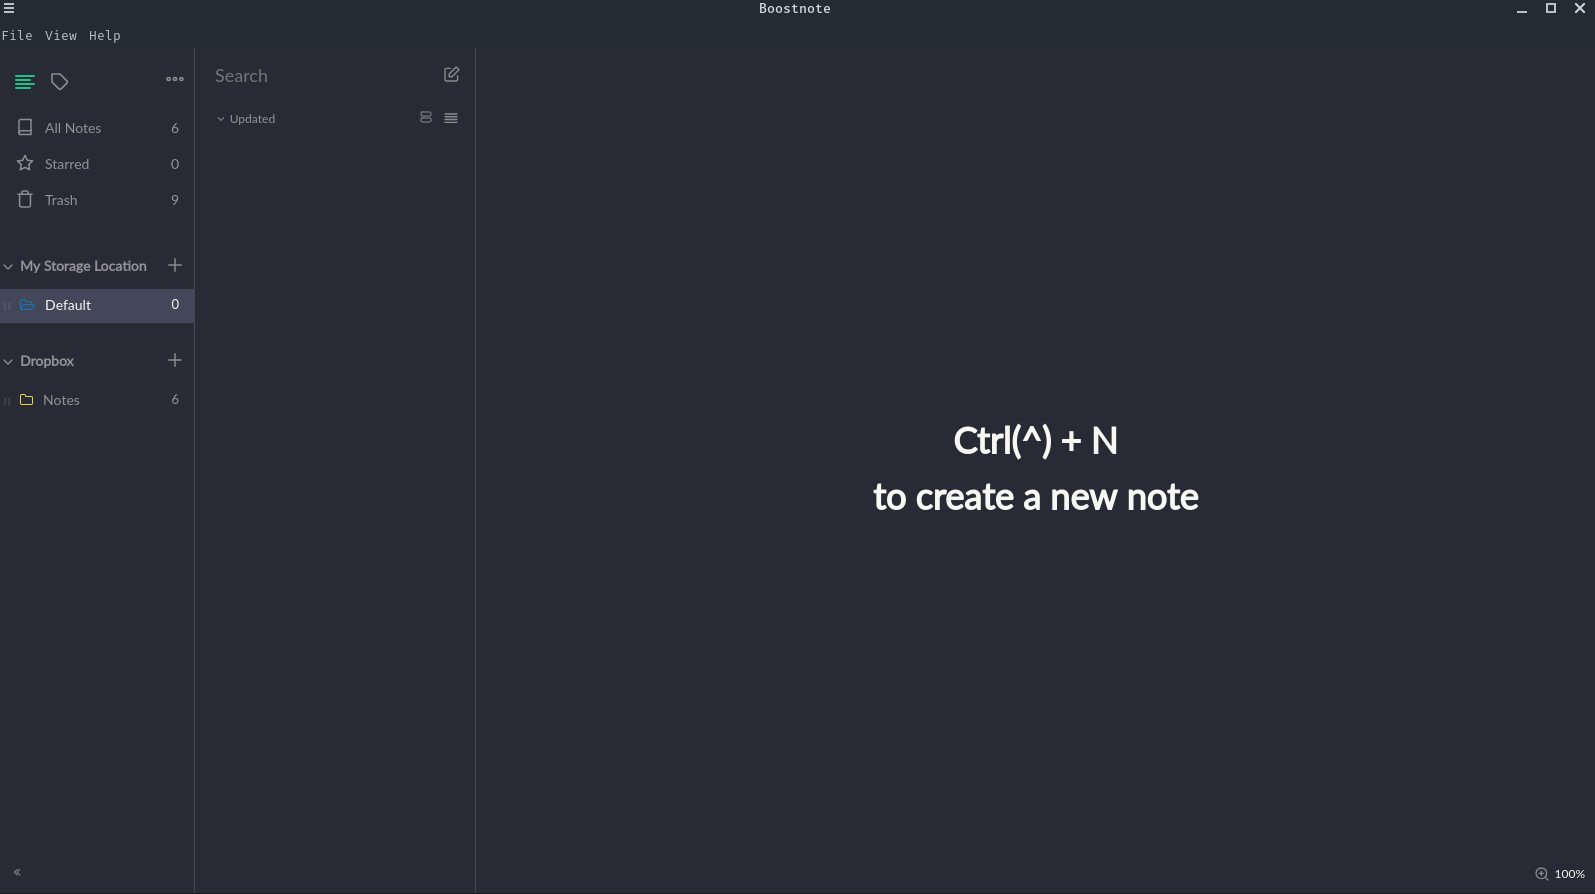 Boostnote
File View Help
Search
Updated
All Notes 6
Starred 0
Trash 9
My Storage Location
Default 0
Dropbox
Notes 6
Ctrl(^) + N
to create a new note
100%